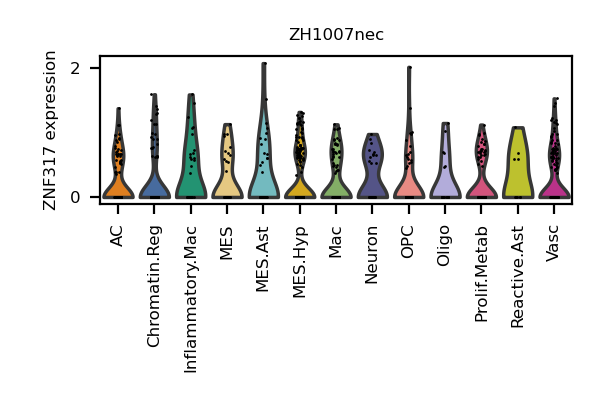 ZH1007nec
ZNF317 expression
2
0
AC
Chromatin.Reg
Inflammatory.Mac
MES
MES.Ast
MES.Hyp
Mac
Neuron
OPC
Oligo
Prolif.Metab
Reactive.Ast
Vasc